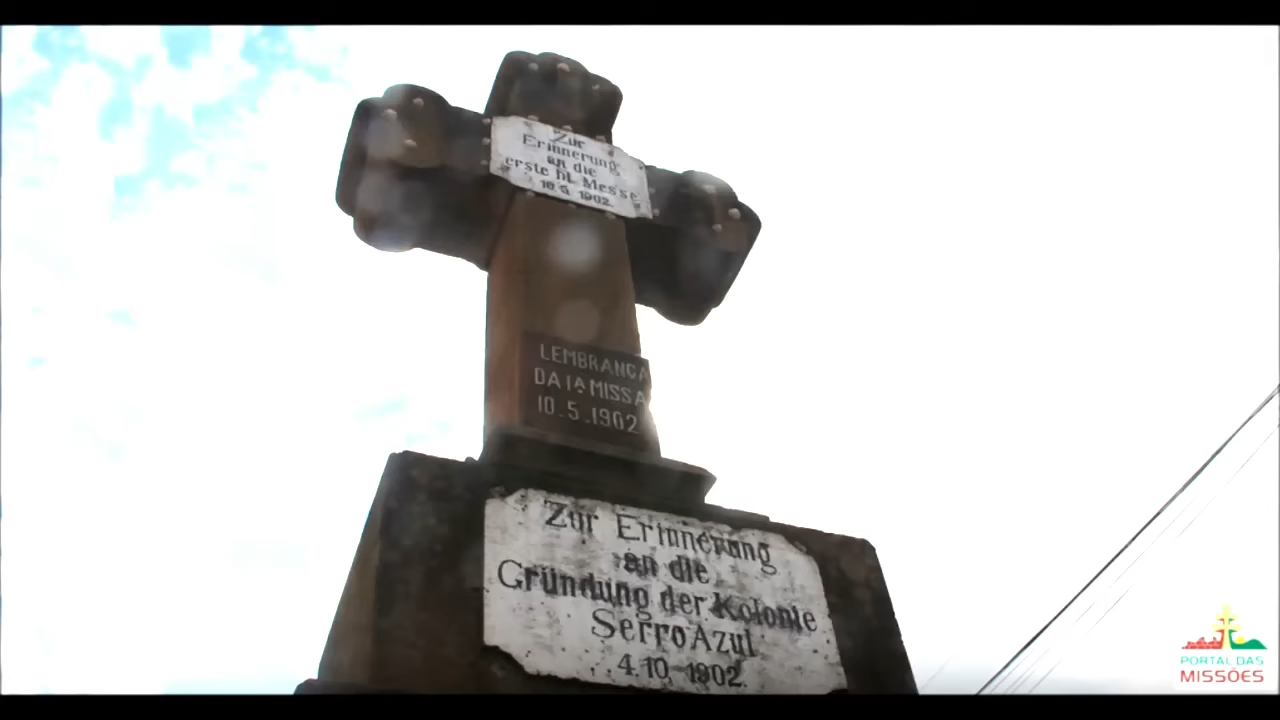 Zur
Erinnerung
an die
erste hl. Messe
10.5.1902.
LEMBRANÇA
DA 1ª MISSA
10.5.1902
Zur Erinnerung
an die
Gründung der Kolonie
Serro Azul
4.10.1902.
PORTAL DAS
MISSÕES